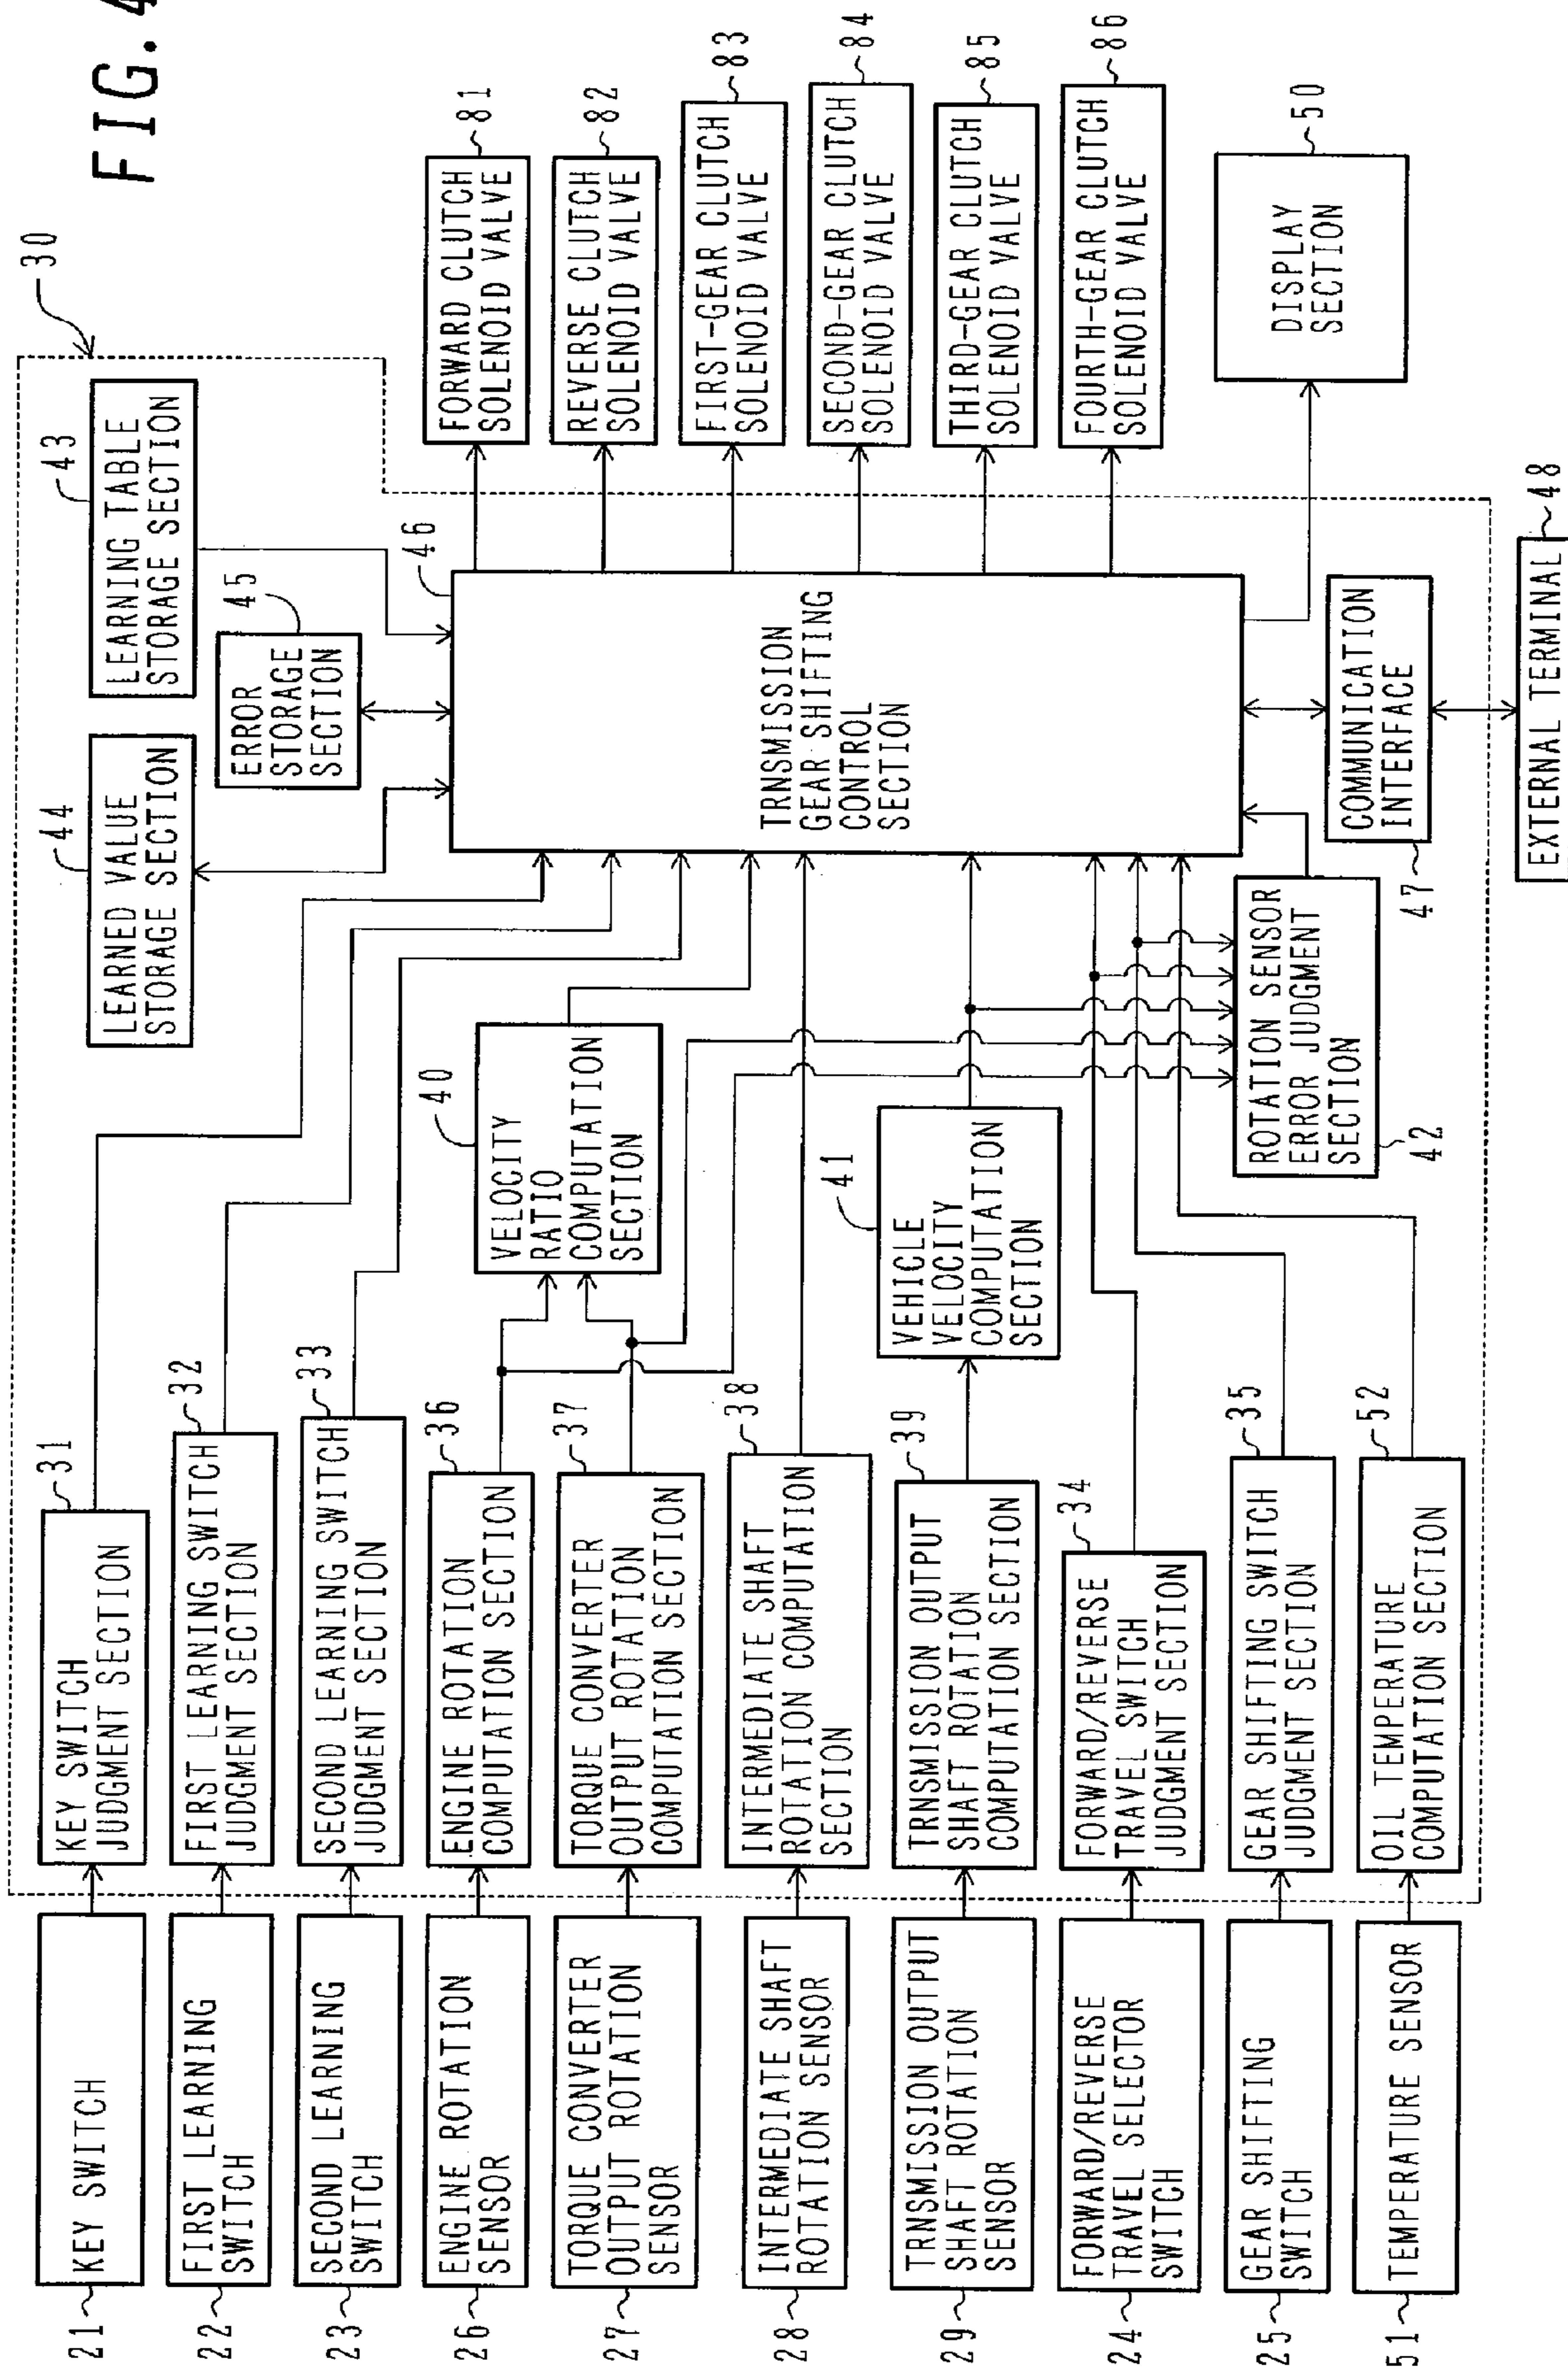 FIG. 4
30
21
KEY SWITCH
22
FIRST LEARNING
SWITCH
23
SECOND LEARNING
SWITCH
26
ENGINE ROTATION
SENSOR
27
TORQUE CONVERTER
OUTPUT ROTATION
SENSOR
28
INTERMEDIATE SHAFT
ROTATION SENSOR
29
TRNSMISSION OUTPUT
SHAFT ROTATION
SENSOR
24
FORWARD/REVERSE
TRAVEL SELECTOR
SWITCH
25
GEAR SHIFTING
SWITCH
51
TEMPERATURE SENSOR
31
KEY SWITCH
JUDGMENT SECTION
32
FIRST LEARNING SWITCH
JUDGMENT SECTION
33
SECOND LEARNING SWITCH
JUDGMENT SECTION
36
ENGINE ROTATION
COMPUTATION SECTION
37
TORQUE CONVERTER
OUTPUT ROTATION
COMPUTATION SECTION
38
INTERMEDIATE SHAFT
ROTATION COMPUTATION
SECTION
39
TRNSMISSION OUTPUT
SHAFT ROTATION
COMPUTATION SECTION
34
FORWARD/REVERSE
TRAVEL SWITCH
JUDGMENT SECTION
35
GEAR SHIFTING SWITCH
JUDGMENT SECTION
52
OIL TEMPERATURE
COMPUTATION SECTION
40
VELOCITY
RATIO
COMPUTATION
SECTION
41
VEHICLE
VELOCITY
COMPUTATION
SECTION
42
ROTATION SENSOR
ERROR JUDGMENT
SECTION
44
LEARNED VALUE
STORAGE SECTION
45
ERROR
STORAGE
SECTION
43
LEARNING TABLE
STORAGE SECTION
46
TRNSMISSION
GEAR SHIFTING
CONTROL
SECTION
47
COMMUNICATION
INTERFACE
48
EXTERNAL TERMINAL
81
FORWARD CLUTCH
SOLENOID VALVE
82
REVERSE CLUTCH
SOLENOID VALVE
83
FIRST-GEAR CLUTCH
SOLENOID VALVE
84
SECOND-GEAR CLUTCH
SOLENOID VALVE
85
THIRD-GEAR CLUTCH
SOLENOID VALVE
86
FOURTH-GEAR CLUTCH
SOLENOID VALVE
50
DISPLAY
SECTION